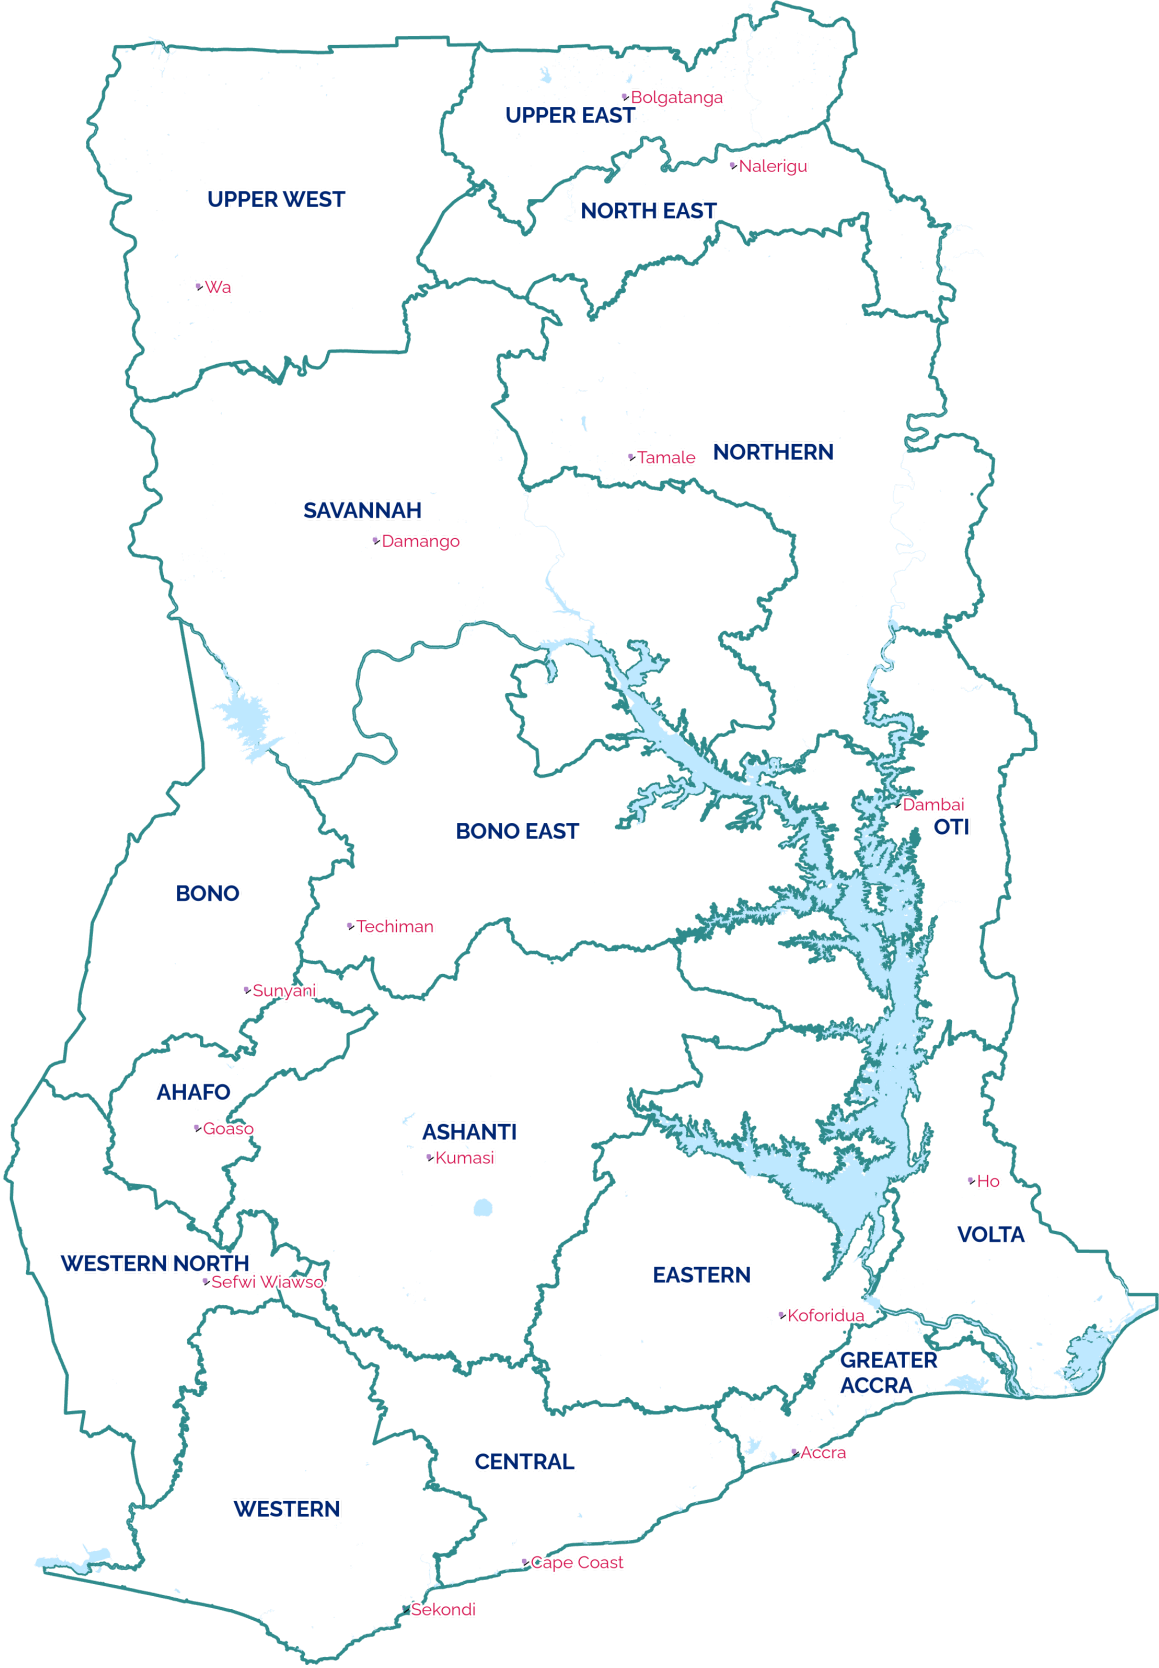 Bolgatanga
UPPER EAST
Nalerigu
UPPER WEST
NORTH EAST
Wa
NORTHERN
Tamale
SAVANNAH
Damango
Dambai
OTI
BONO EAST
BONO
Techiman
Sunyani
AHAFO
Goaso
ASHANTI
Kumasi
Ho
VOLTA
WESTERN NORTH
Sefwi Wiawso
EASTERN
Koforidua
GREATER
ACCRA
Accra
CENTRAL
WESTERN
Cape Coast
Sekondi